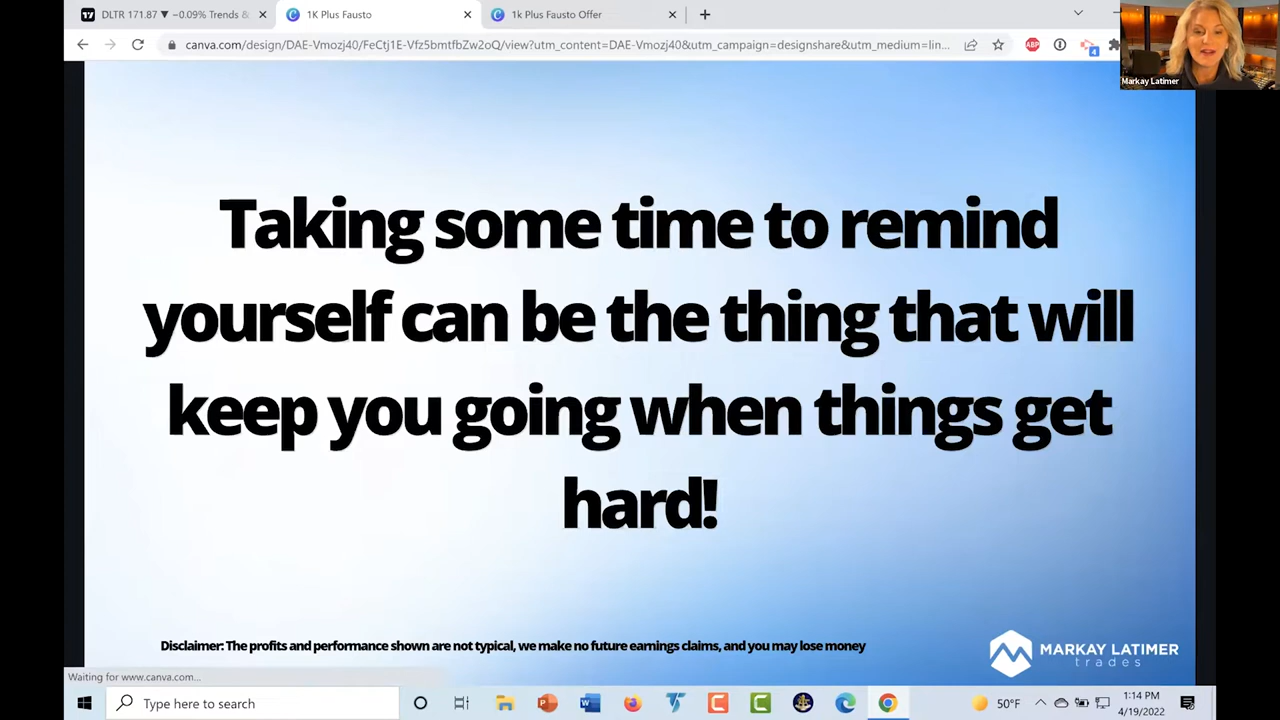 DLTR 171.87 ▼ −0.09% Trends &
1K Plus Fausto
1k Plus Fausto Offer
canva.com/design/DAE-Vmozj40/FeCtj1E-Vfz5bmtfbZw2oQ/view?utm_content=DAE-Vmozj40&utm_campaign=designshare&utm_medium=lin...
ABP
4
Markay Latimer
Taking some time to remind
yourself can be the thing that will
keep you going when things get
hard!
Disclaimer: The profits and performance shown are not typical, we make no future earnings claims, and you may lose money
MARKAY LATIMER
trades
Waiting for www.canva.com...
Type here to search
50°F
1:14 PM
4/19/2022